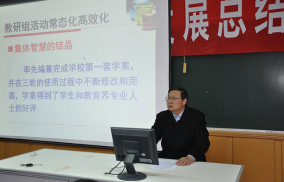 教研组活动常态化高效化
集体智慧的结晶
率先编纂完成学校第一套学案，
并在三轮的使用过程中不断修改和完
善，学案得到了学生和教育界专业人
士的好评
展总结